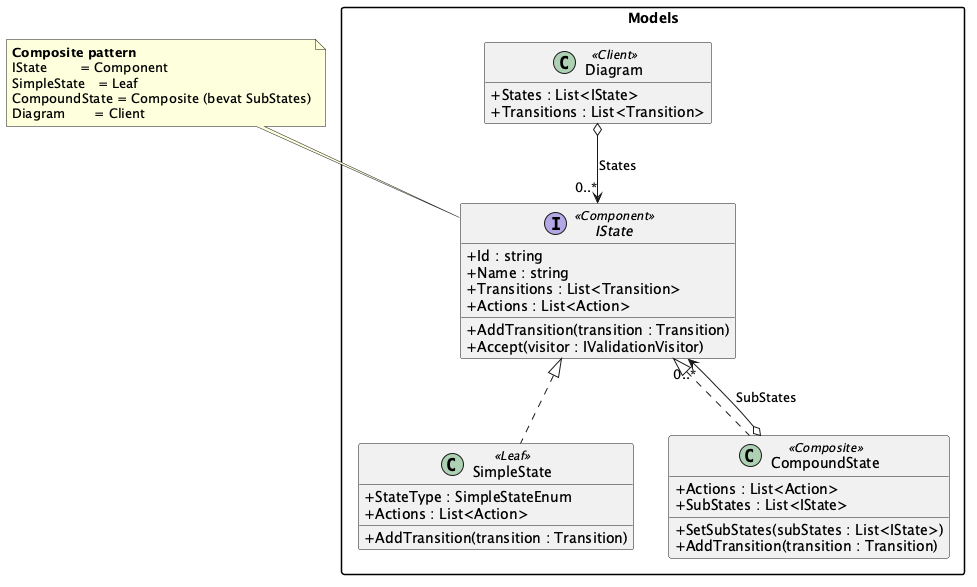 Models
Composite pattern
IState = Component
SimpleState = Leaf
CompoundState = Composite (bevat SubStates)
Diagram = Client
C
«Client»
Diagram
+States : List<IState>
+Transitions : List<Transition>
States
0..*
I
«Component»
IState
+Id : string
+Name : string
+Transitions : List<Transition>
+Actions : List<Action>
+AddTransition(transition : Transition)
+Accept(visitor : IValidationVisitor)
0..*
SubStates
C
«Leaf»
SimpleState
+StateType : SimpleStateEnum
+Actions : List<Action>
+AddTransition(transition : Transition)
C
«Composite»
CompoundState
+Actions : List<Action>
+SubStates : List<IState>
+SetSubStates(subStates : List<IState>)
+AddTransition(transition : Transition)